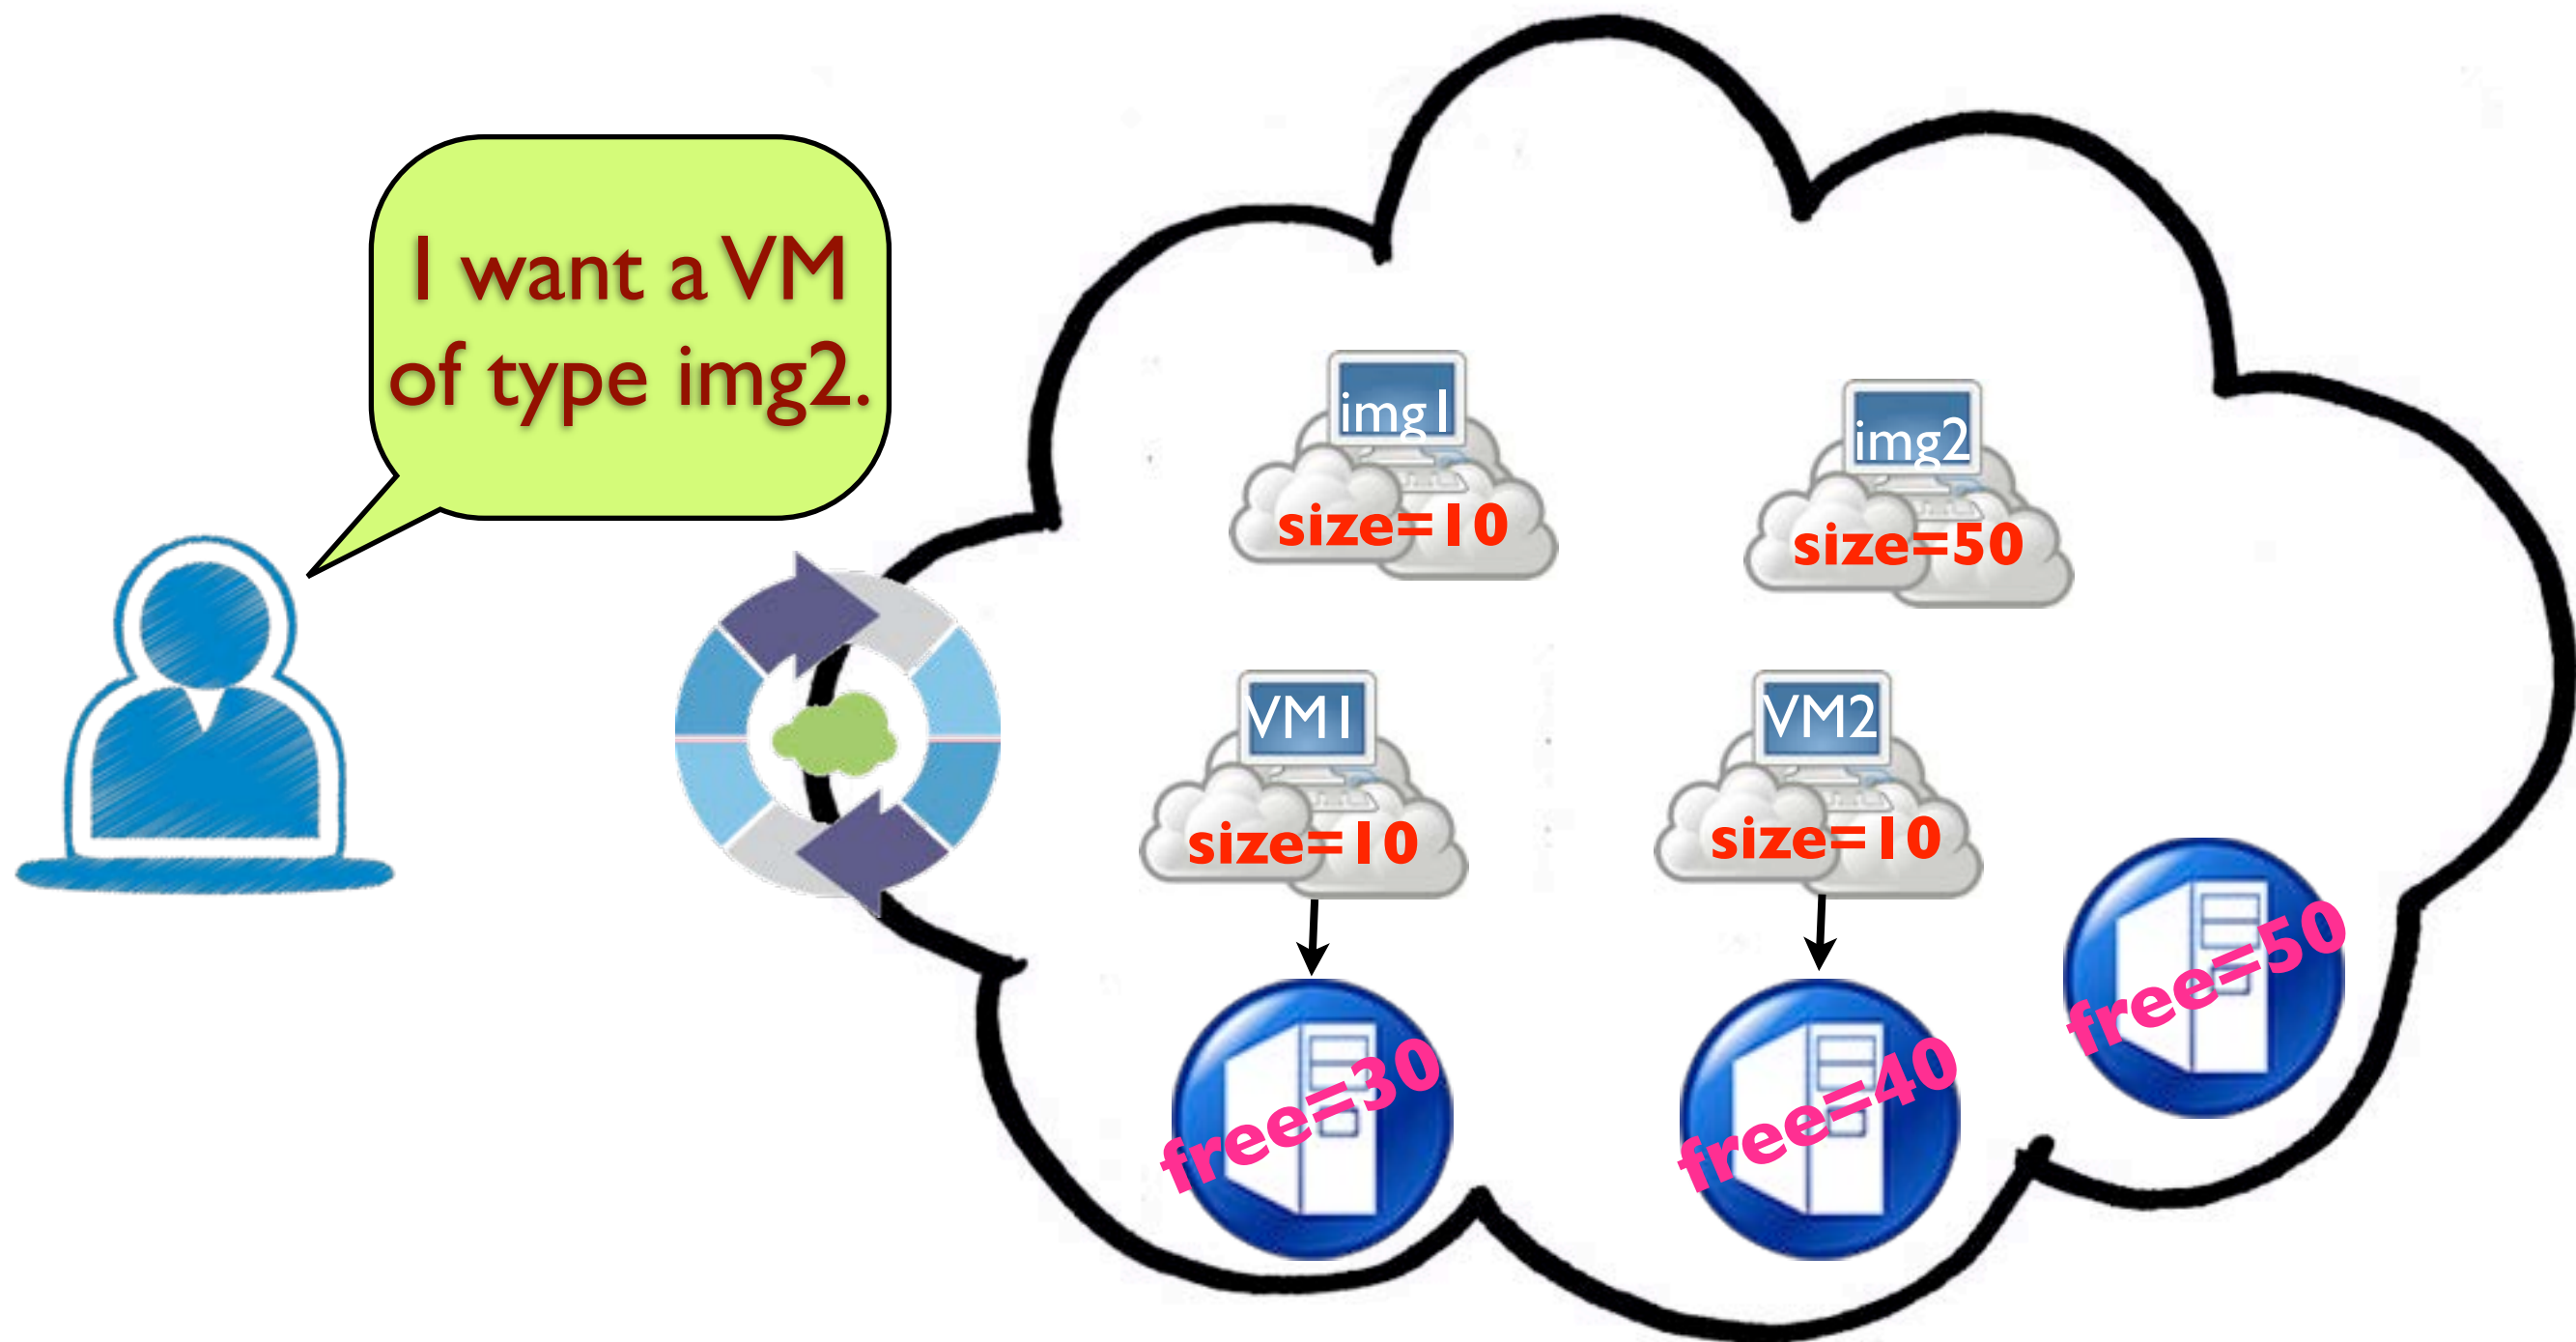 I want a VM
of type img2.
img1
size=10
img2
size=50
VM1
size=10
VM2
size=10
free=30
free=40
free=50